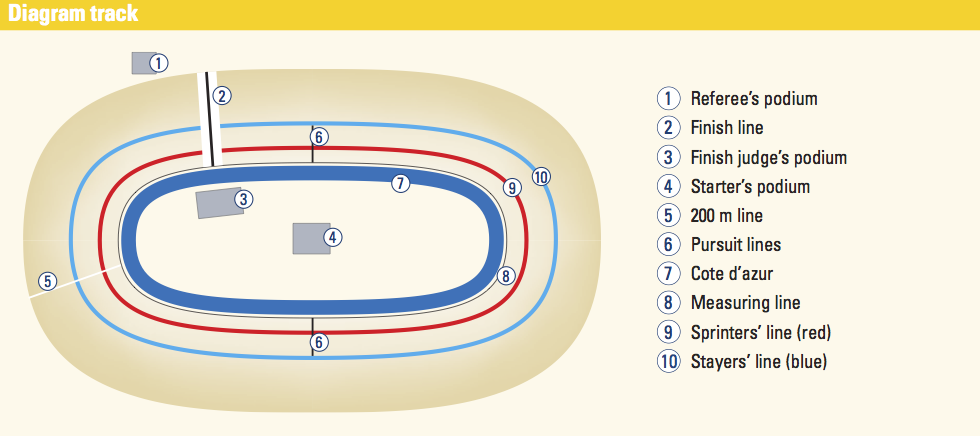 Diagram track
1
2
6
10
9
7
3
4
5
8
6
1 Referee's podium
2 Finish line
3 Finish judge's podium
4 Starter's podium
5 200 m line
6 Pursuit lines
7 Cote d'azur
8 Measuring line
9 Sprinters' line (red)
10 Stayers' line (blue)